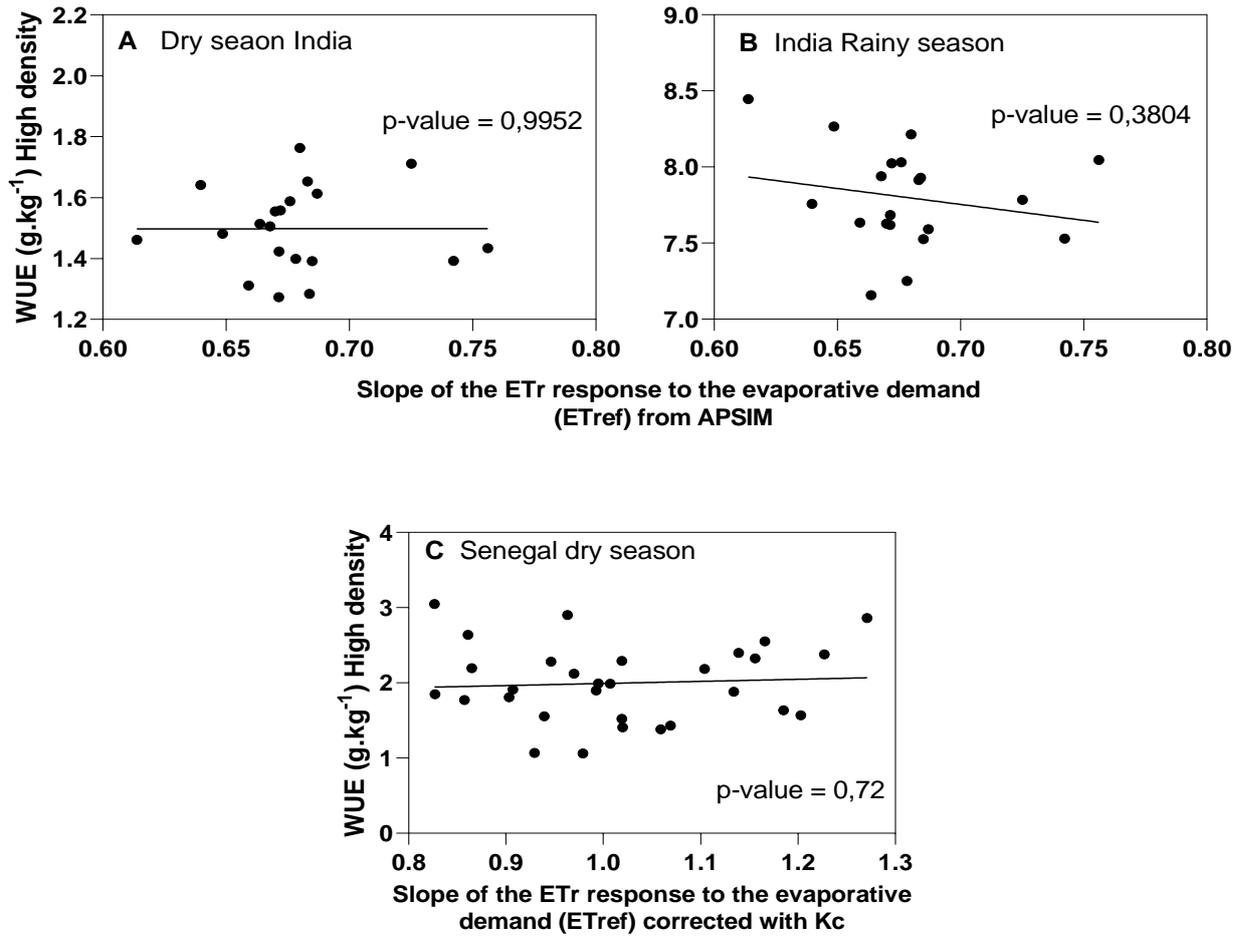 A Dry seaon India
p-value = 0,9952
WUE (g.kg-1) High density
2.2
2.0
1.8
1.6
1.4
1.2
0.60 0.65 0.70 0.75 0.80
B India Rainy season
p-value = 0,3804
9.0
8.5
8.0
7.5
7.0
0.60 0.65 0.70 0.75 0.80
Slope of the ETr response to the evaporative demand
(ETref) from APSIM
C Senegal dry season
WUE (g.kg-1) High density
4
3
2
1
0
p-value = 0,72
0.8 0.9 1.0 1.1 1.2 1.3
Slope of the ETr response to the evaporative
demand (ETref) corrected with Kc